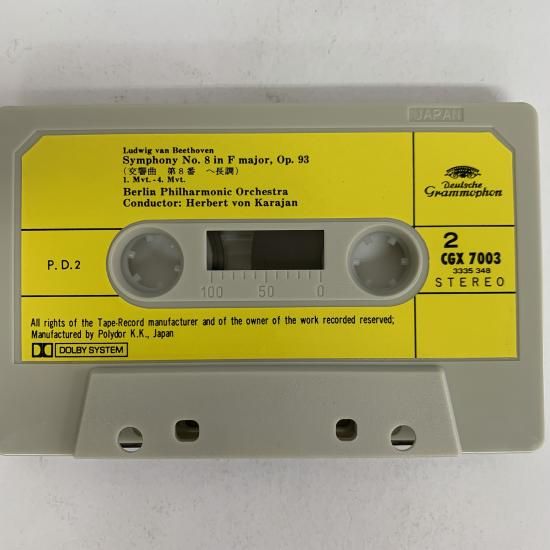 JAPAN
Ludwig van Beethoven
Symphony No. 8 in F major, Op. 93
(交響曲 第8番 ヘ長調)
1. Mvt.-4. Mvt.
Berlin Philharmonic Orchestra
Conductor: Herbert von Karajan
Deutsche
Grammophon
P.D.2
2
CGX 7003
3335 348
STEREO
100 50 0
All rights of the Tape-Record manufacturer and of the owner of the work recorded reserved;
Manufactured by Polydor K.K., Japan
DOLBY SYSTEM